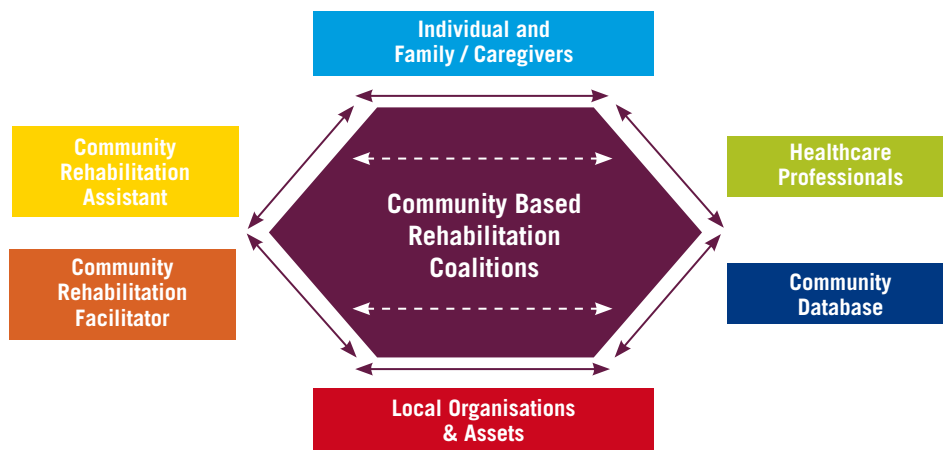 Individual and
Family / Caregivers
Community
Rehabilitation
Assistant
Healthcare
Professionals
Community Based
Rehabilitation
Coalitions
Community
Rehabilitation
Facilitator
Community
Database
Local Organisations
& Assets